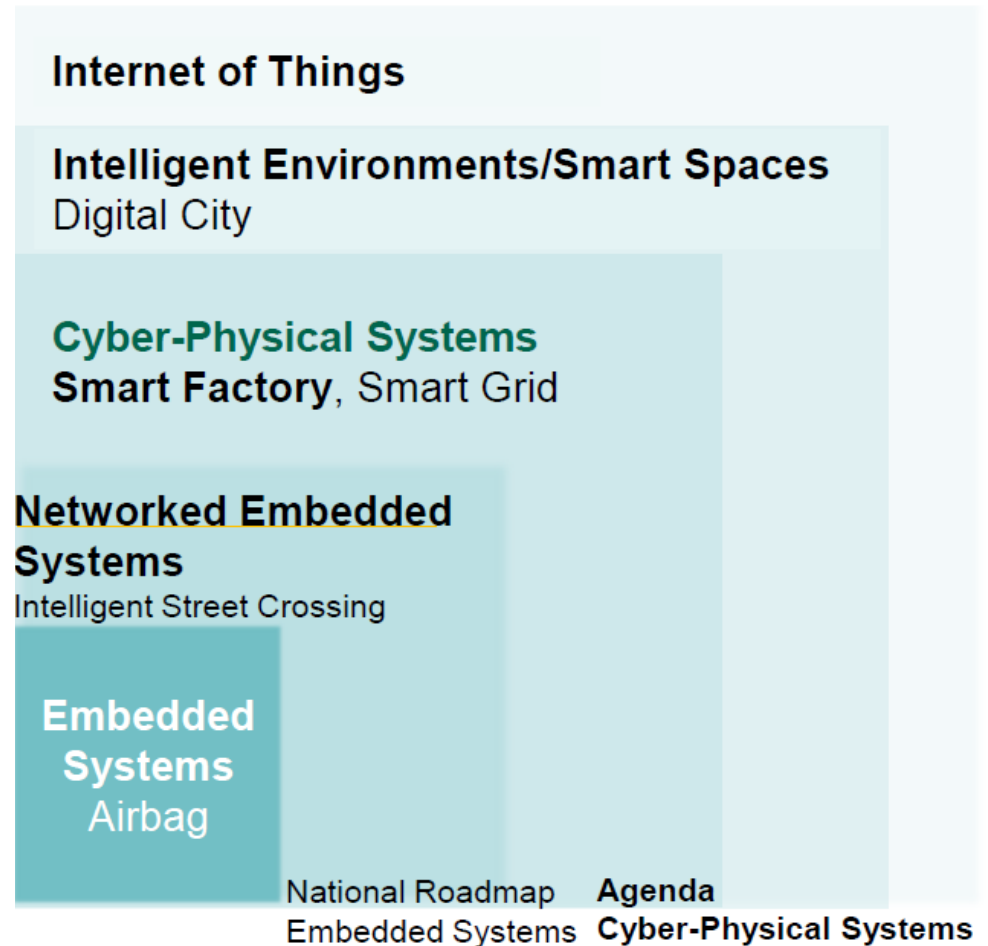 Internet of Things
Intelligent Environments/Smart Spaces
Digital City
Cyber-Physical Systems
Smart Factory, Smart Grid
Networked Embedded
Systems
Intelligent Street Crossing
Embedded
Systems
Airbag
National Roadmap
Embedded Systems
Agenda
Cyber-Physical Systems